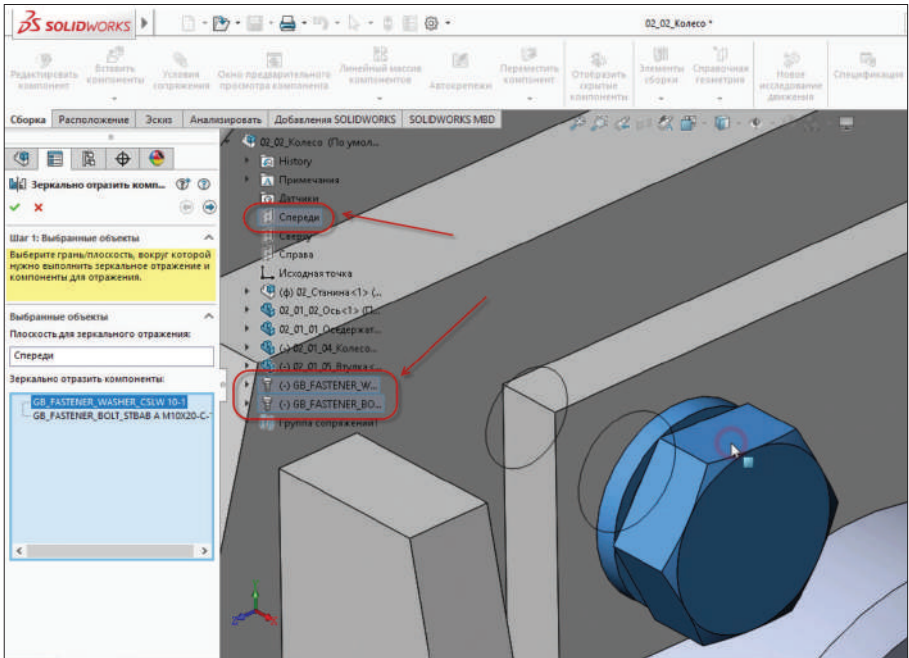 SOLIDWORKS
02_02_Колесо *
Редактировать компонент
Вставить компоненты
Условия сопряжения
Окно предварительного просмотра компонента
Линейный массив компонентов
Автокрепежи
Переместить компонент
Отобразить скрытые компоненты
Элементы сборки
Справочная геометрия
Новое исследование движения
Спецификация
Сборка
Расположение
Эскиз
Анализировать
Добавления SOLIDWORKS
SOLIDWORKS MBD
Зеркально отразить комп...
Шаг 1: Выбранные объекты
Выберите грань/плоскость, вокруг которой
нужно выполнить зеркальное отражение и
компоненты для отражения.
Выбранные объекты
Плоскость для зеркального отражения:
Спереди
Зеркально отразить компоненты:
GB_FASTENER_WASHER_CSLW 10-1
GB_FASTENER_BOLT_STBAB A M10X20-C-
02_02_Колесо (По умол...
History
Примечания
Датчики
Спереди
Сверху
Справа
Исходная точка
(ф) 02_Станина<1> (...
02_01_02_Ось<1> (П...
(-) 02_01_01_Оседержат...
(-) 02_01_04_Колесо...
(-) 02_01_05_Втулка<...
(-) GB_FASTENER_W...
(-) GB_FASTENER_BO...
Группа сопряжений1